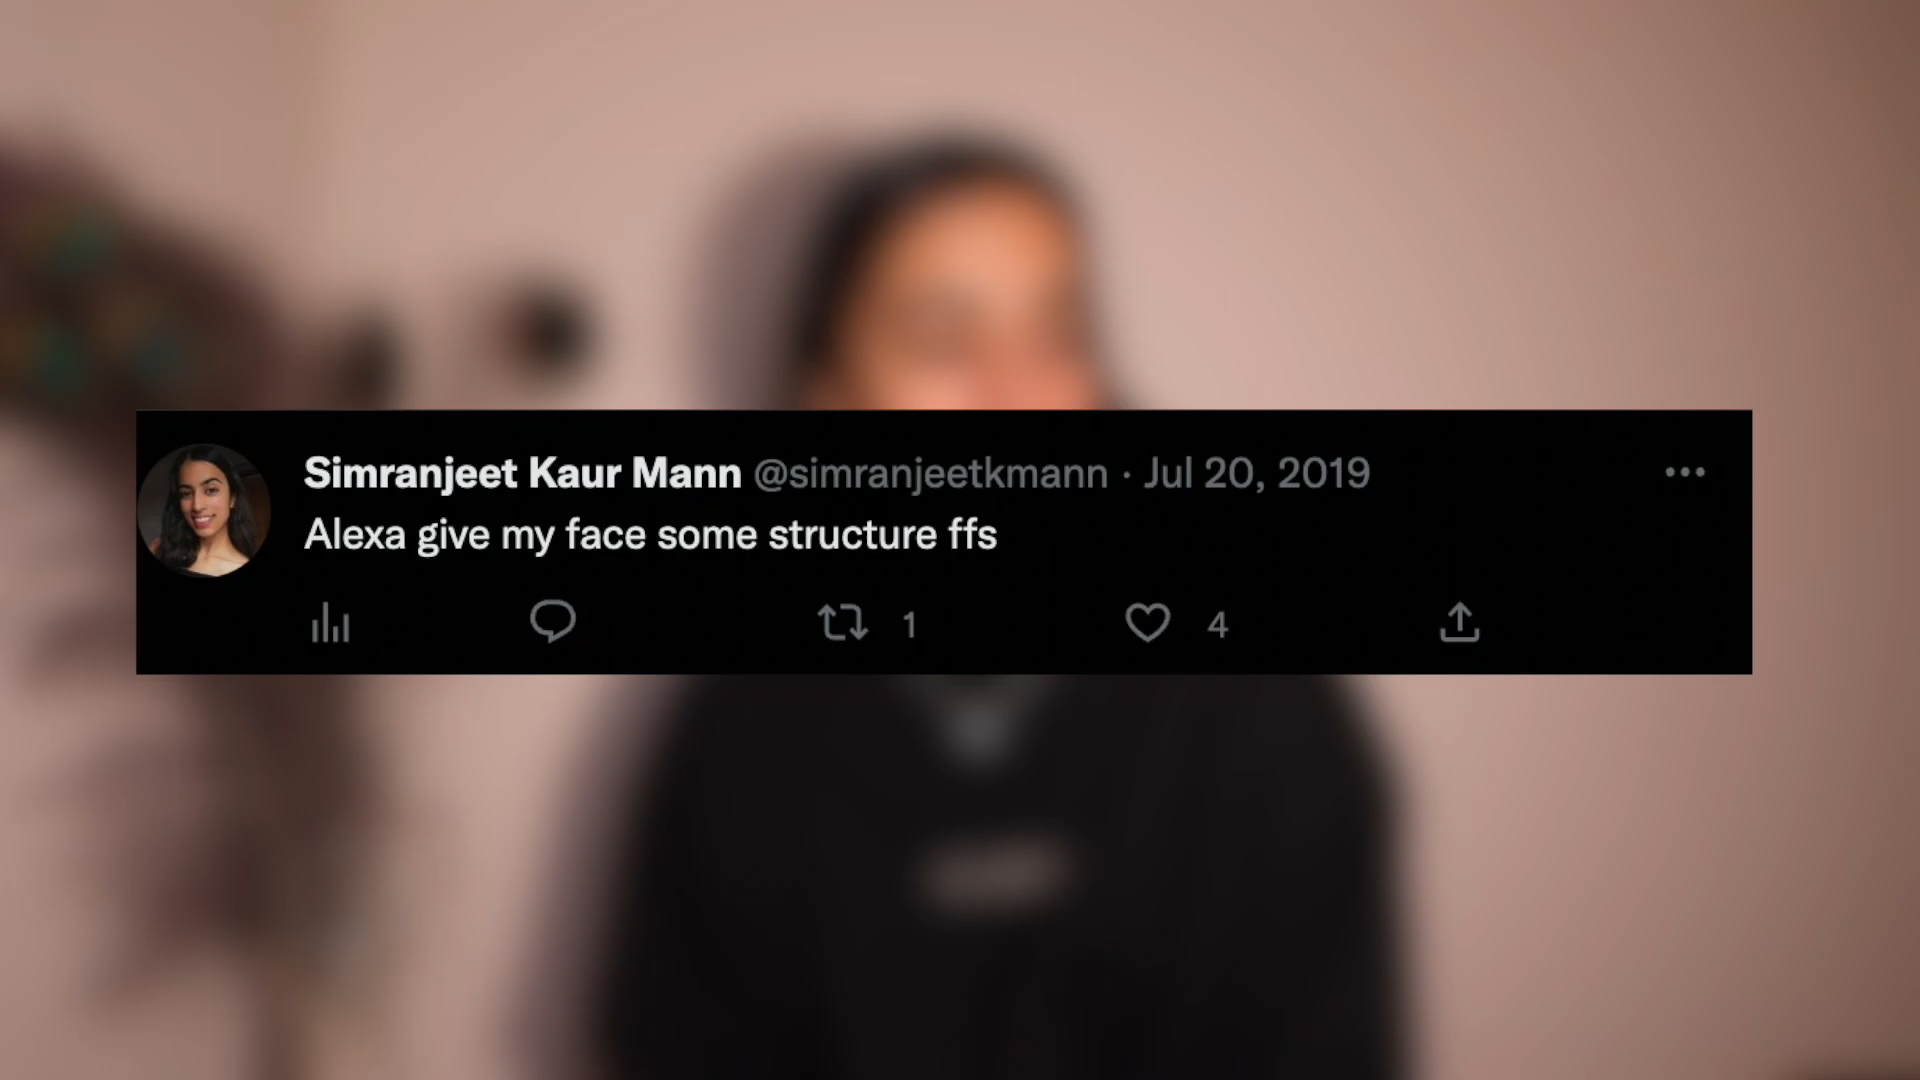 Simranjeet Kaur Mann @simranjeetkmann · Jul 20, 2019
Alexa give my face some structure ffs
1 4